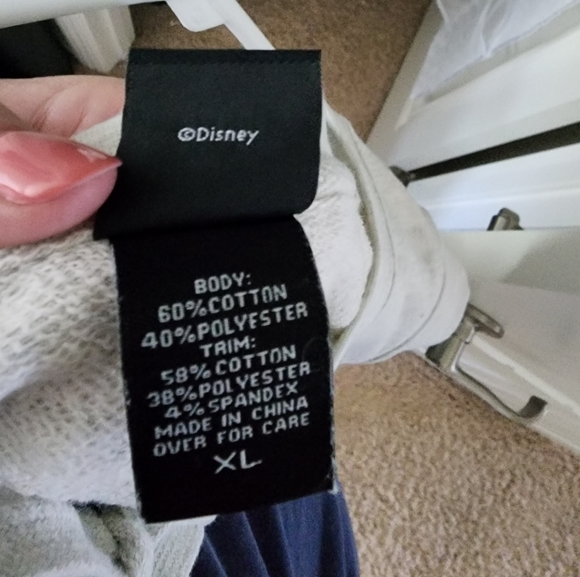 ©Disney
BODY:
60%COTTON
40%POLYESTER
TRIM:
58%COTTON
38%POLYESTER
4%SPANDEX
MADE IN CHINA
OVER FOR CARE
XL